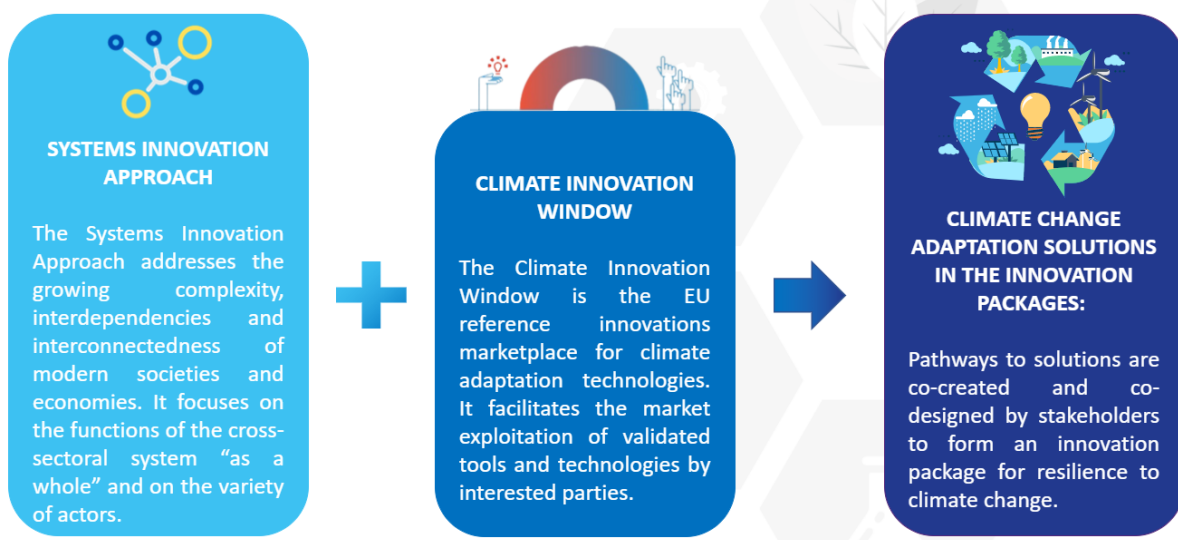 SYSTEMS INNOVATION
APPROACH
The Systems Innovation
Approach addresses the
growing complexity,
interdependencies and
interconnectedness of
modern societies and
economies. It focuses on
the functions of the cross-
sectoral system “as a
whole” and on the variety
of actors.
CLIMATE INNOVATION
WINDOW
The Climate Innovation
Window is the EU
reference innovations
marketplace for climate
adaptation technologies.
It facilitates the market
exploitation of validated
tools and technologies by
interested parties.
CLIMATE CHANGE
ADAPTATION SOLUTIONS
IN THE INNOVATION
PACKAGES:
Pathways to solutions are
co-created and co-
designed by stakeholders
to form an innovation
package for resilience to
climate change.